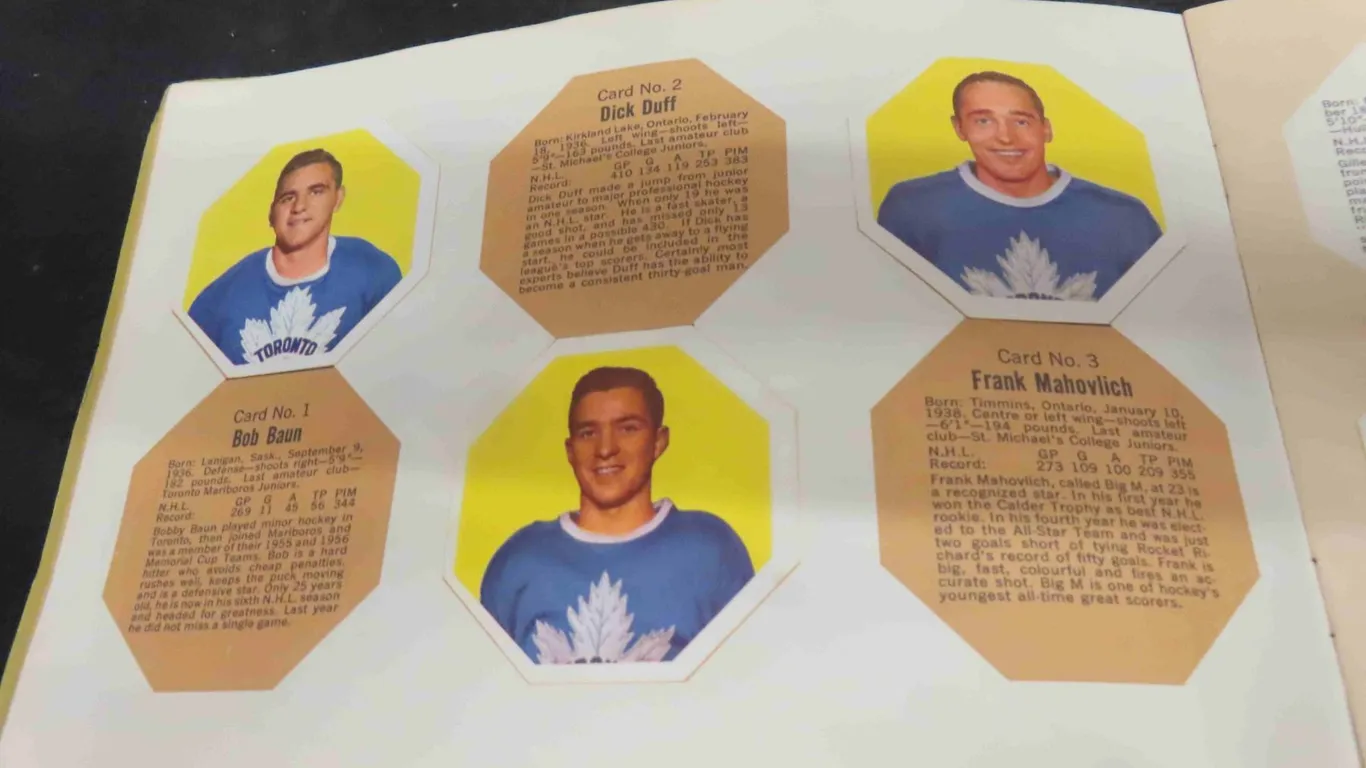 TORONTO
Card No. 1
Bob Baun
Born: Lanigan, Sask., September 9,
1936. Defense—shoots right—5'9"—
182 pounds. Last amateur club—
Toronto Marlboros Juniors.
N.H.L. GP G A TP PIM
Record: 269 11 45 56 344
Bobby Baun played minor hockey in
Toronto, then joined Marlboros and
was a member of their 1955 and 1956
Memorial Cup Teams. Bob is a hard
hitter who avoids cheap penalties,
rushes well, keeps the puck moving
and is a defensive star. Only 25 years
old, he is now in his sixth N.H.L. season
and headed for greatness. Last year
he did not miss a single game.
Card No. 2
Dick Duff
Born: Kirkland Lake, Ontario, February
18, 1936. Left wing—shoots left—
5'9"—163 pounds. Last amateur club
—St. Michael's College Juniors.
N.H.L. GP G A TP PIM
Record: 410 134 119 253 383
Dick Duff made a jump from junior
amateur to major professional hockey
in one season. When only 19 he was
an N.H.L. star. He is a fast skater, a
good shot, and has missed only 13
games in a possible 430. If Dick has
a season when he gets away to a flying
start, he could be included in the
league's top scorers. Certainly most
experts believe Duff has the ability to
become a consistent thirty-goal man.
Card No. 3
Frank Mahovlich
Born: Timmins, Ontario, January 10,
1938. Centre or left wing—shoots left
—6'1"—194 pounds. Last amateur
club—St. Michael's College Juniors.
N.H.L. GP G A TP PIM
Record: 273 109 100 209 355
Frank Mahovlich, called Big M, at 23 is
a recognized star. In his first year he
won the Calder Trophy as best N.H.L.
rookie. In his fourth year he was elect-
ed to the All-Star Team and was just
two goals short of tying Rocket Ri-
chard's record of fifty goals. Frank is
big, fast, colourful and fires an ac-
curate shot. Big M is one of hockey's
youngest all-time great scorers.
Born:
5'10"
N.H.